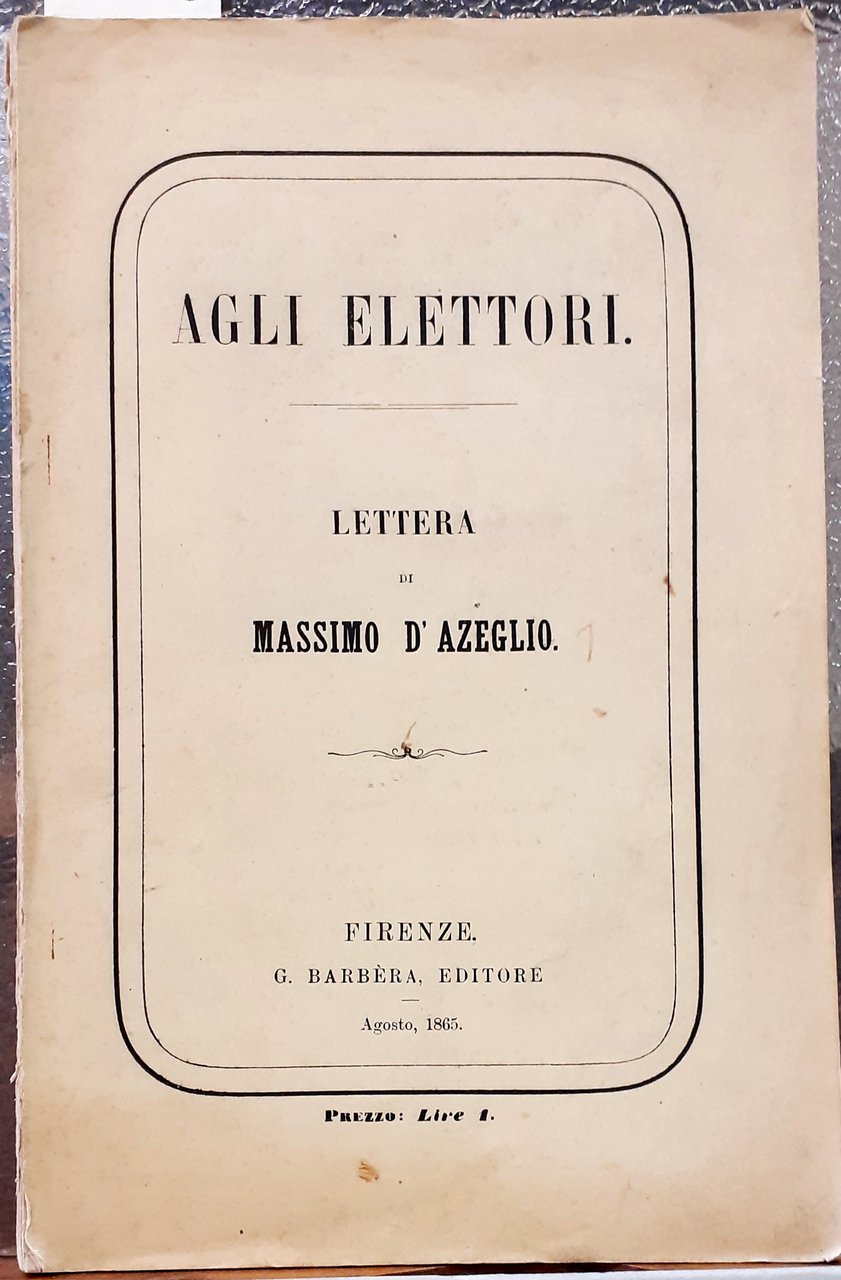 AGLI ELETTORI.
LETTERA
DI
MASSIMO D' AZEGLIO.
FIRENZE,
G. BARBÈRA, EDITORE
Agosto, 1865.
PREZZO: Lire 1.